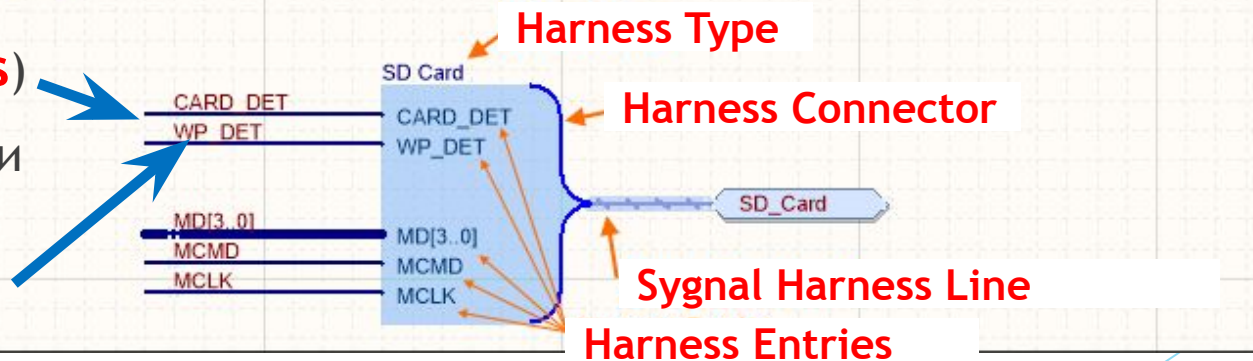 Harness Type
s)
SD Card
CARD_DET
CARD_DET
Harness Connector
WP_DET
WP_DET
и
SD_Card
MD[3..0]
MD[3..0]
MCMD
MCMD
MCLK
MCLK
Sygnal Harness Line
Harness Entries